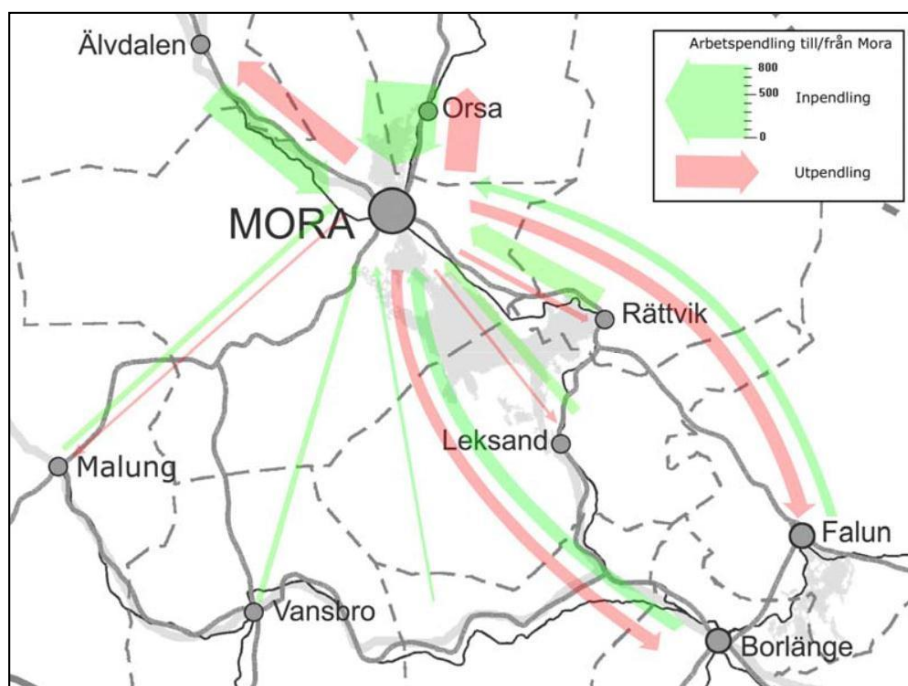 Älvdalen
Orsa
MORA
Rättvik
Leksand
Malung
Vansbro
Falun
Borlänge
Arbetspendling till/från Mora
800
500
0
Inpendling
Utpendling